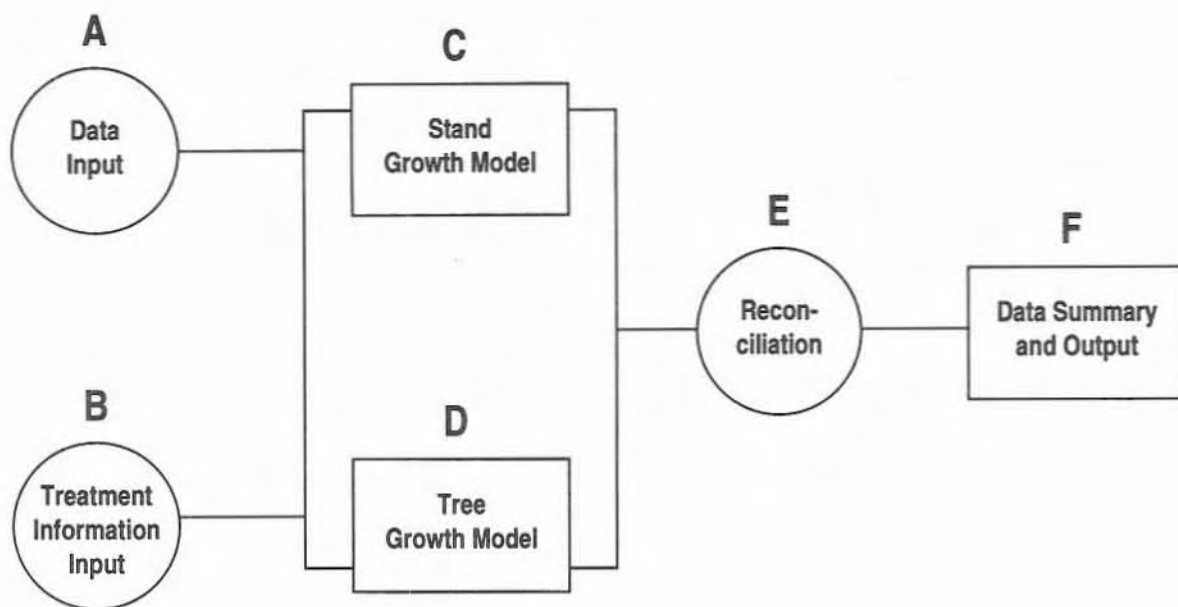 A
Data
Input
C
Stand
Growth Model
E
Recon-
ciliation
F
Data Summary
and Output
B
Treatment
Information
Input
D
Tree
Growth Model